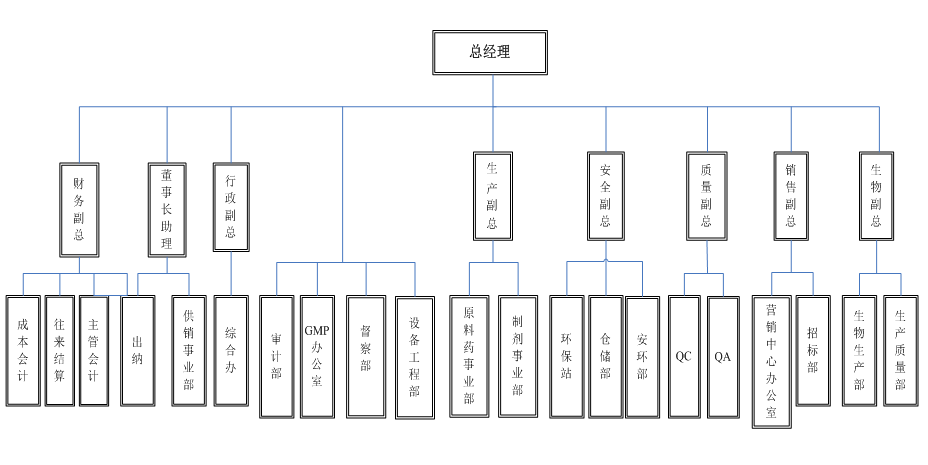 总经理
财务副总
董事长助理
行政副总
生产副总
安全副总
质量副总
销售副总
生物副总
成本会计
往来结算
主管会计
出纳
供销事业部
综合办
审计部
GMP办公室
督察部
设备工程部
原料药事业部
制剂事业部
环保站
仓储部
安环部
QC
QA
营销中心办公室
招标部
生物生产部
生产质量部